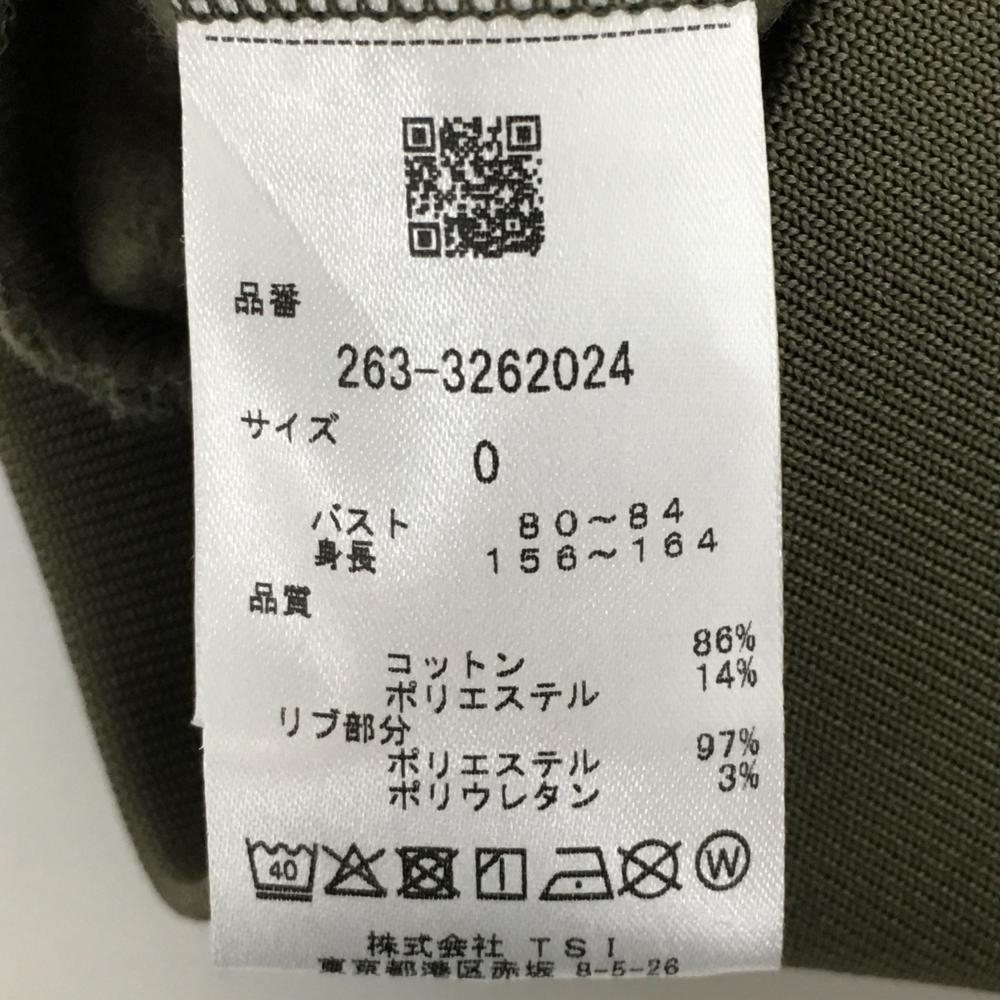 品番
263-3262024
サイズ
0
バスト 80～84
身長 156～164
品質
コットン 86%
ポリエステル 14%
リブ部分
ポリエステル 97%
ポリウレタン 3%
40
W
株式会社 TSI
東京都港区赤坂 8-5-26